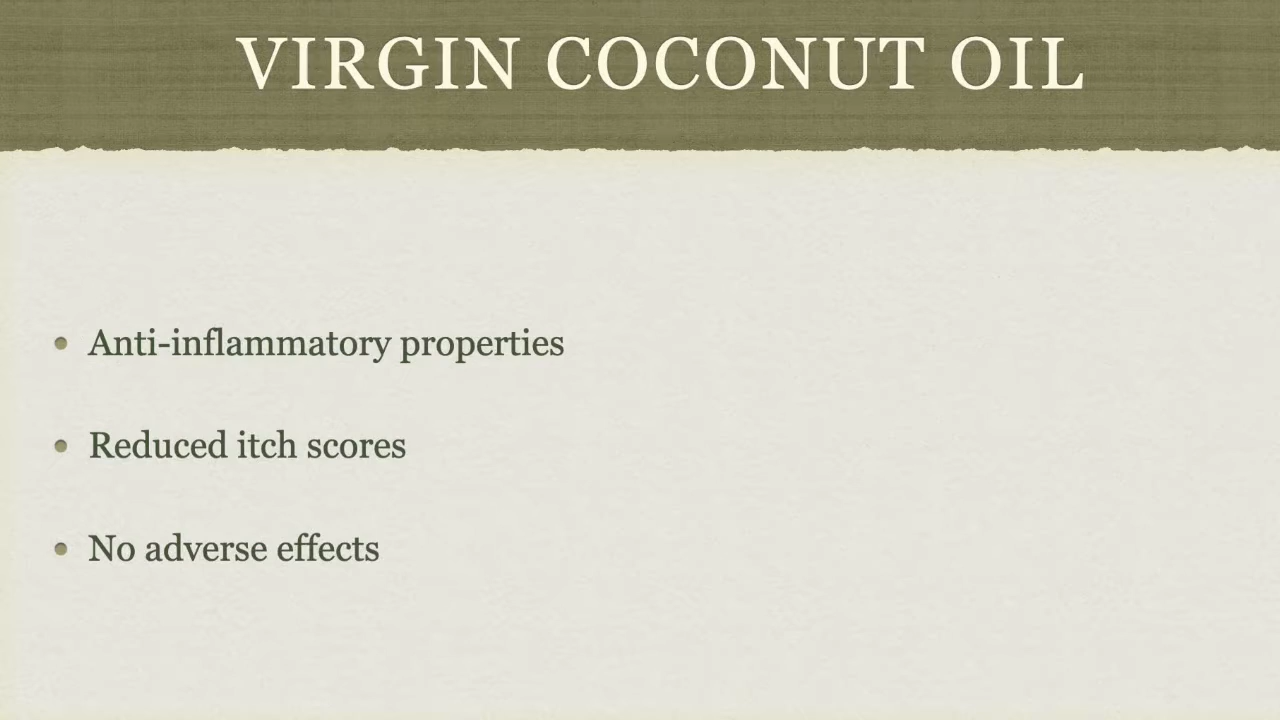 VIRGIN COCONUT OIL
• Anti-inflammatory properties
• Reduced itch scores
• No adverse effects